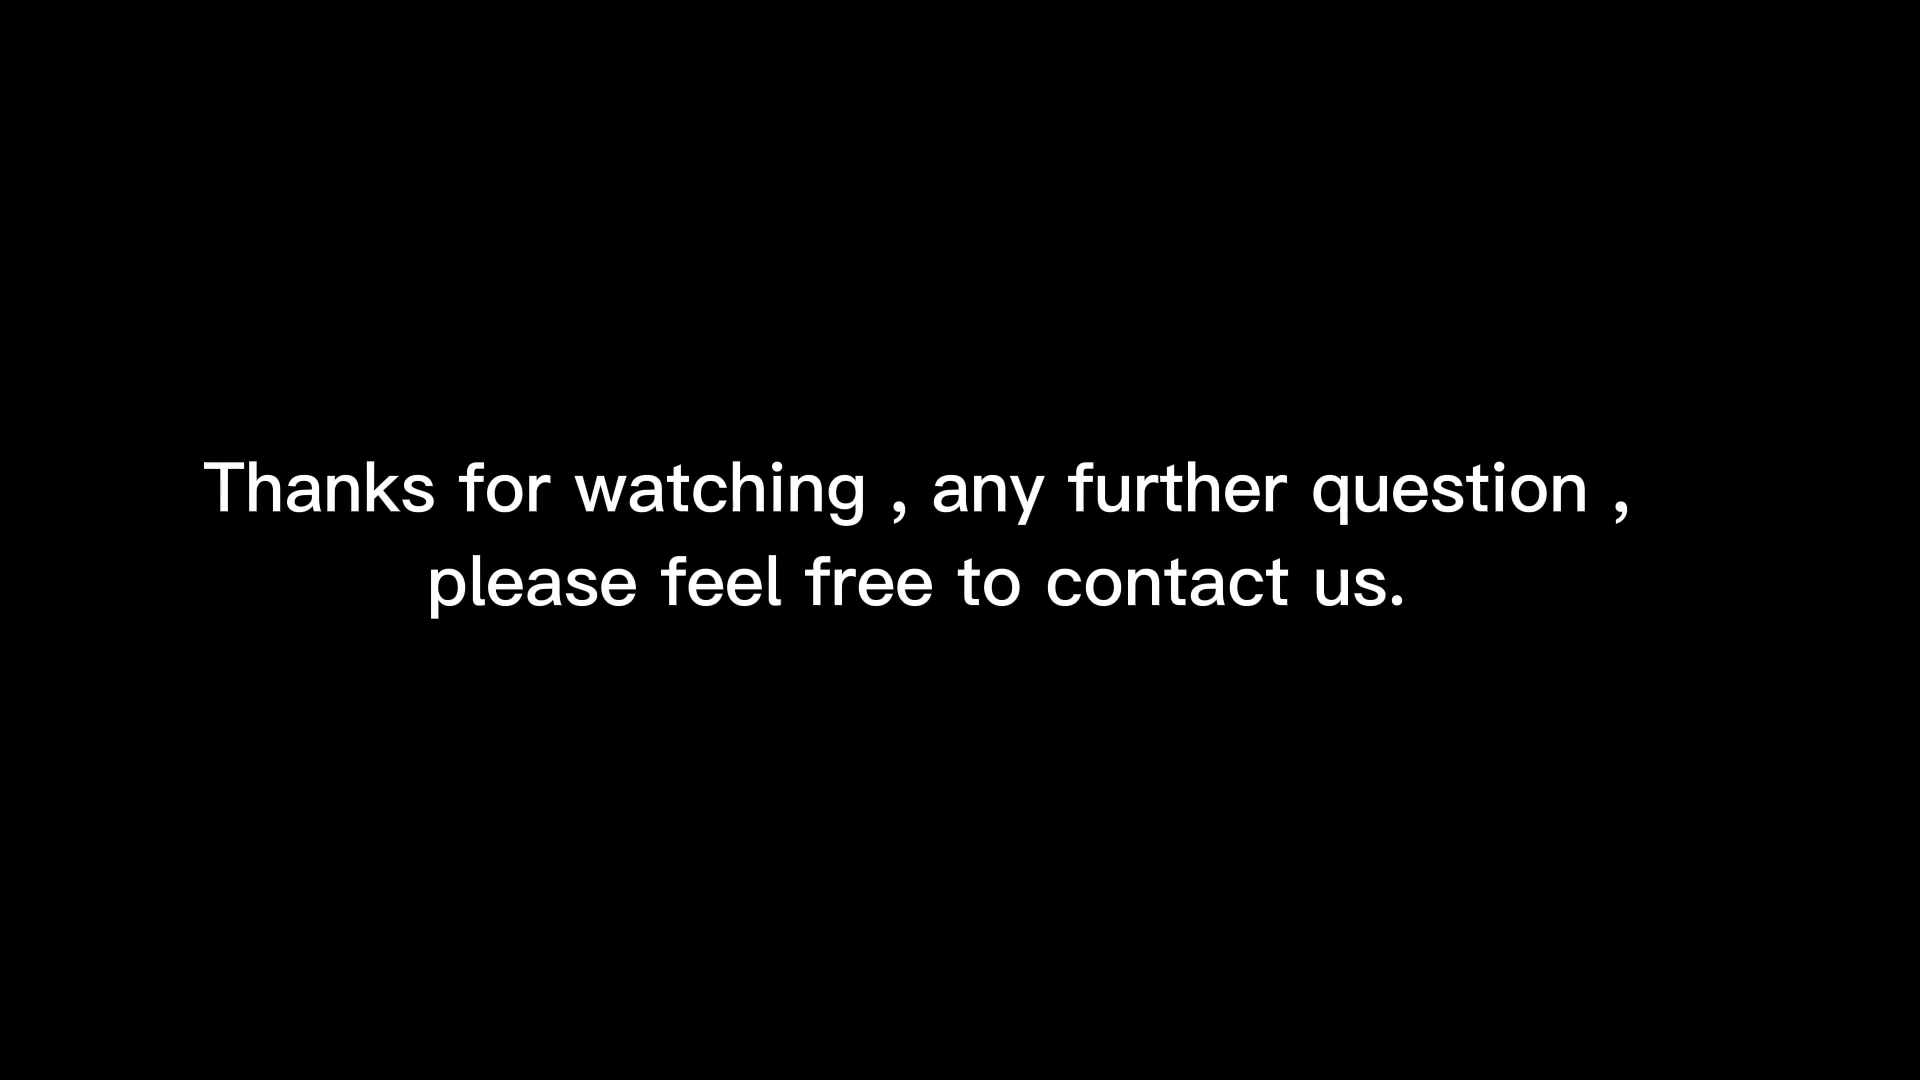 Thanks for watching , any further question ,
please feel free to contact us.